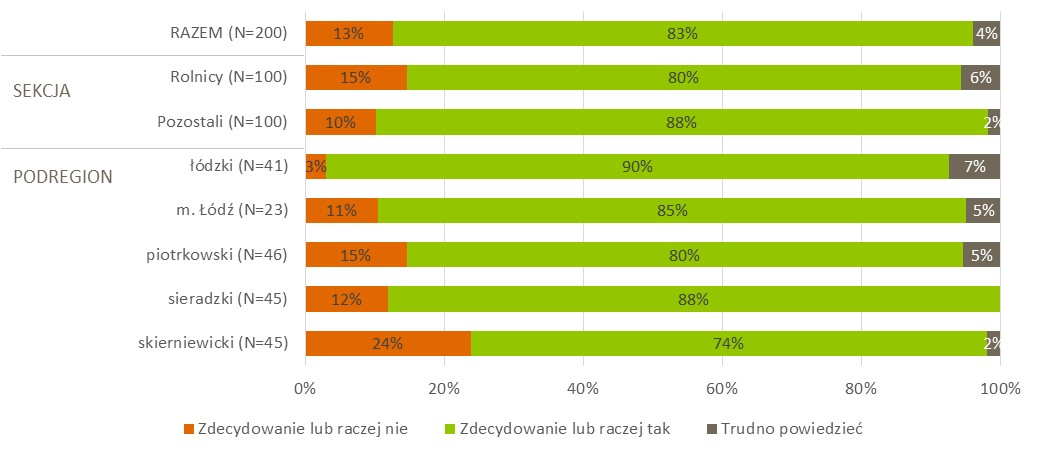 RAZEM (N=200) 13% 83% 4%
SEKCJA
Rolnicy (N=100) 15% 80% 6%
Pozostali (N=100) 10% 88% 2%
PODREGION
łódzki (N=41) 3% 90% 7%
m. Łódź (N=23) 11% 85% 5%
piotrkowski (N=46) 15% 80% 5%
sieradzki (N=45) 12% 88%
skierniewicki (N=45) 24% 74% 2%
0% 20% 40% 60% 80% 100%
Zdecydowanie lub raczej nie Zdecydowanie lub raczej tak Trudno powiedzieć